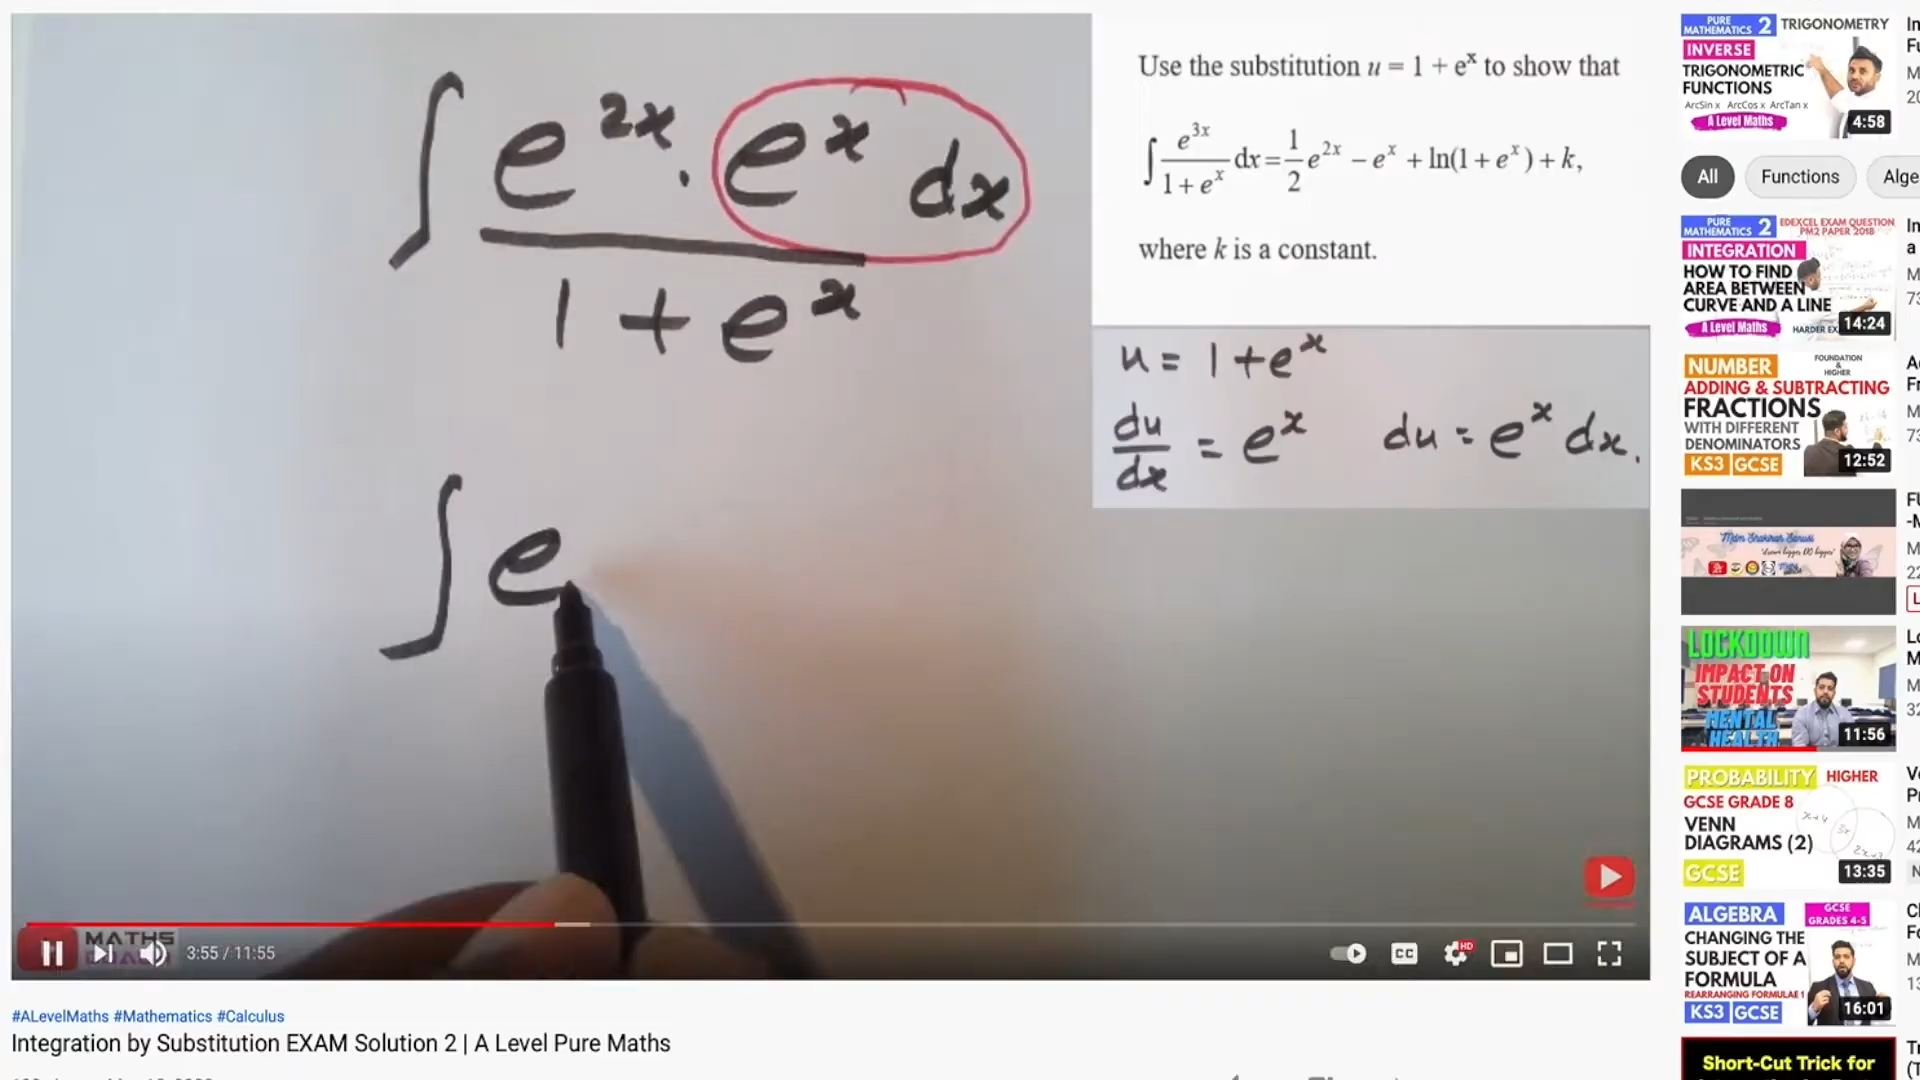 ∫ e^{2x} . e^x dx
1 + e^x
∫ e
Use the substitution u = 1 + e^x to show that
∫ e^{3x}/(1+e^x) dx = 1/2 e^{2x} − e^x + ln(1 + e^x) + k,
where k is a constant.
u = 1 + e^x
du/dx = e^x   du = e^x dx.
MATHS
3:55 / 11:55
CC
HD
#ALevelMaths #Mathematics #Calculus
Integration by Substitution EXAM Solution 2 | A Level Pure Maths
PURE MATHEMATICS 2 TRIGONOMETRY
INVERSE
TRIGONOMETRIC
FUNCTIONS
ArcSin x ArcCos x ArcTan x
A Level Maths
4:58
All
Functions
Alge
PURE MATHEMATICS 2
EDEXCEL EXAM QUESTION
PM2 PAPER 2018
INTEGRATION
HOW TO FIND
AREA BETWEEN
CURVE AND A LINE
A Level Maths
HARDER EX
14:24
NUMBER
FOUNDATION
&
HIGHER
ADDING & SUBTRACTING
FRACTIONS
WITH DIFFERENT
DENOMINATORS
KS3 GCSE
12:52
LOCKDOWN
IMPACT ON
STUDENTS
MENTAL
HEALTH
11:56
PROBABILITY HIGHER
GCSE GRADE 8
VENN
DIAGRAMS (2)
GCSE
13:35
ALGEBRA
GCSE
GRADES 4-5
CHANGING THE
SUBJECT OF A
FORMULA
REARRANGING FORMULAE 1
KS3 GCSE
16:01
Short-Cut Trick for